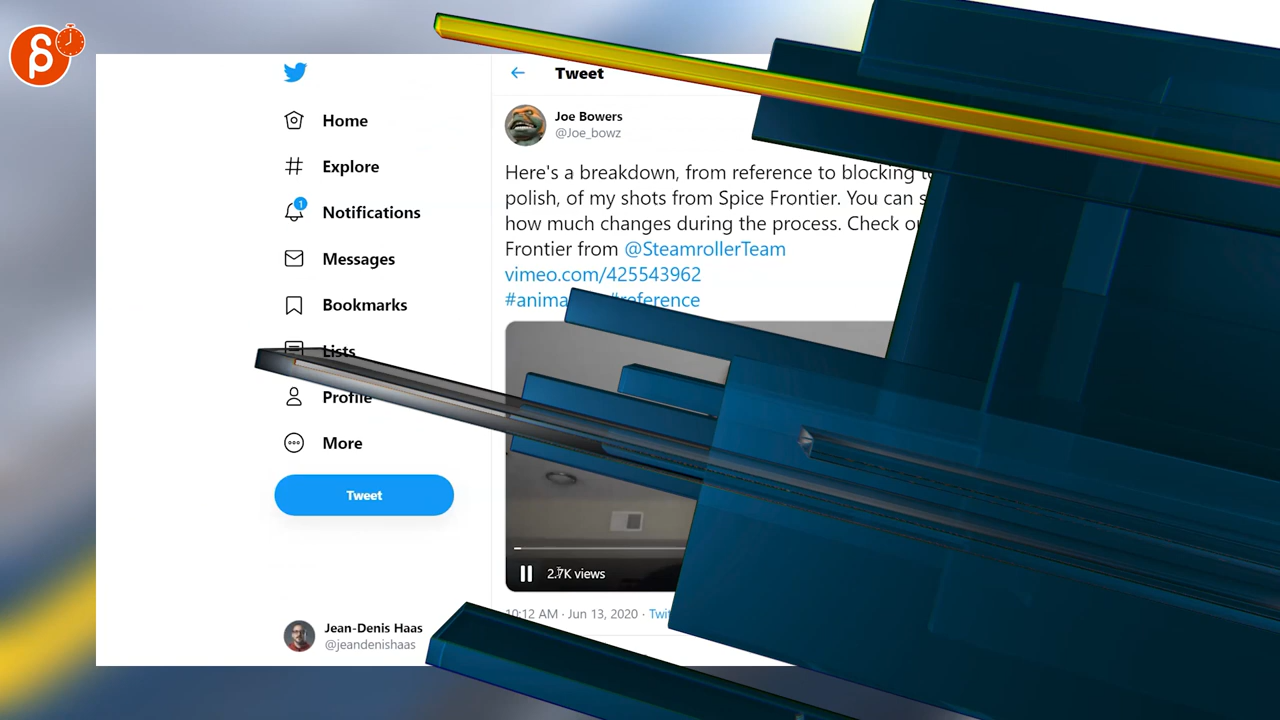 Home
Explore
1
Notifications
Messages
Bookmarks
Lists
Profile
More
Tweet
Jean-Denis Haas
@jeandenishaas
Tweet
Joe Bowers
@Joe_bowz
Here's a breakdown, from reference to blocking
polish, of my shots from Spice Frontier. You can
how much changes during the process. Check
Frontier from @SteamrollerTeam
vimeo.com/425543962
#anima #reference
2.7K views
10:12 AM · Jun 13, 2020 ·